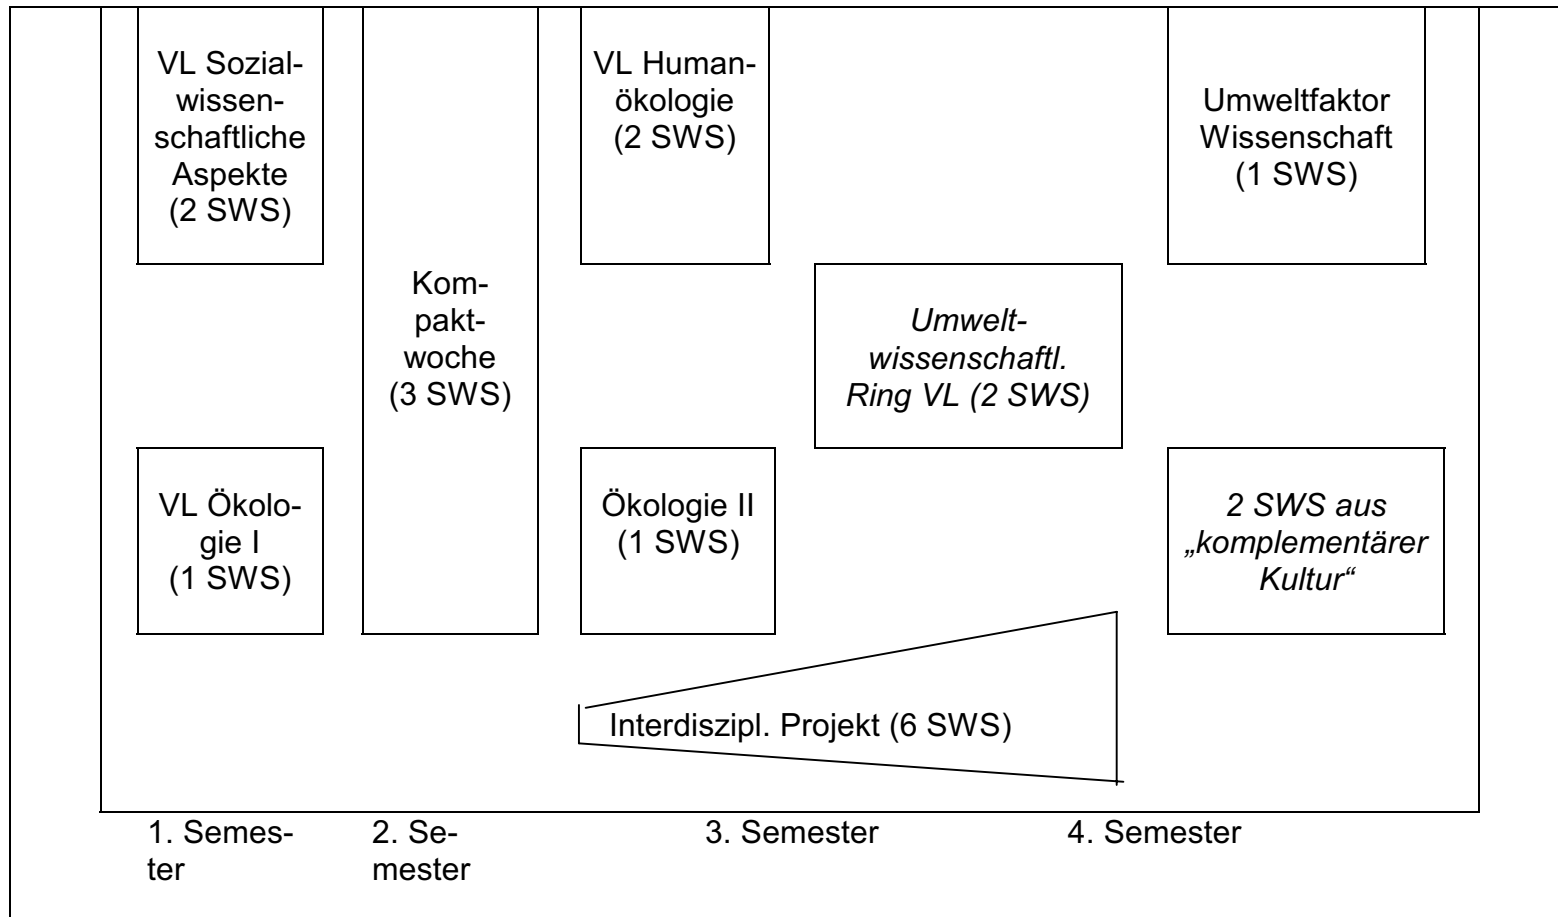 VL Sozial-
wissen-
schaftliche
Aspekte
(2 SWS)
VL Ökolo-
gie I
(1 SWS)
Kom-
pakt-
woche
(3 SWS)
VL Human-
ökologie
(2 SWS)
Ökologie II
(1 SWS)
Umwelt-
wissenschaftl.
Ring VL (2 SWS)
Umweltfaktor
Wissenschaft
(1 SWS)
2 SWS aus
„komplementärer
Kultur“
Interdiszipl. Projekt (6 SWS)
1. Semes-
ter
2. Se-
mester
3. Semester
4. Semester